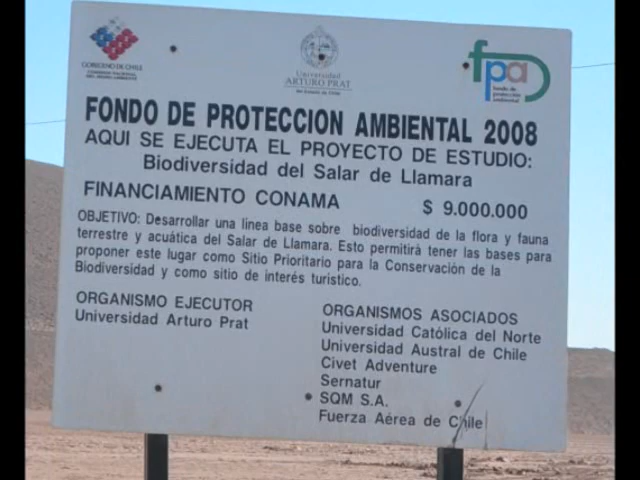 GOBIERNO DE CHILE
COMISION NACIONAL
DEL MEDIO AMBIENTE
Universidad
ARTURO PRAT
fpa
fondo de
protección
ambiental
FONDO DE PROTECCION AMBIENTAL 2008
AQUI SE EJECUTA EL PROYECTO DE ESTUDIO:
Biodiversidad del Salar de Llamara
FINANCIAMIENTO CONAMA $ 9.000.000
OBJETIVO: Desarrollar una línea base sobre biodiversidad de la flora y fauna
terrestre y acuática del Salar de Llamara. Esto permitirá tener las bases para
proponer este lugar como Sitio Prioritario para la Conservación de la
Biodiversidad y como sitio de interés turistico.
ORGANISMO EJECUTOR
Universidad Arturo Prat
ORGANISMOS ASOCIADOS
Universidad Católica del Norte
Universidad Austral de Chile
Civet Adventure
Sernatur
SQM S.A.
Fuerza Aérea de Chile